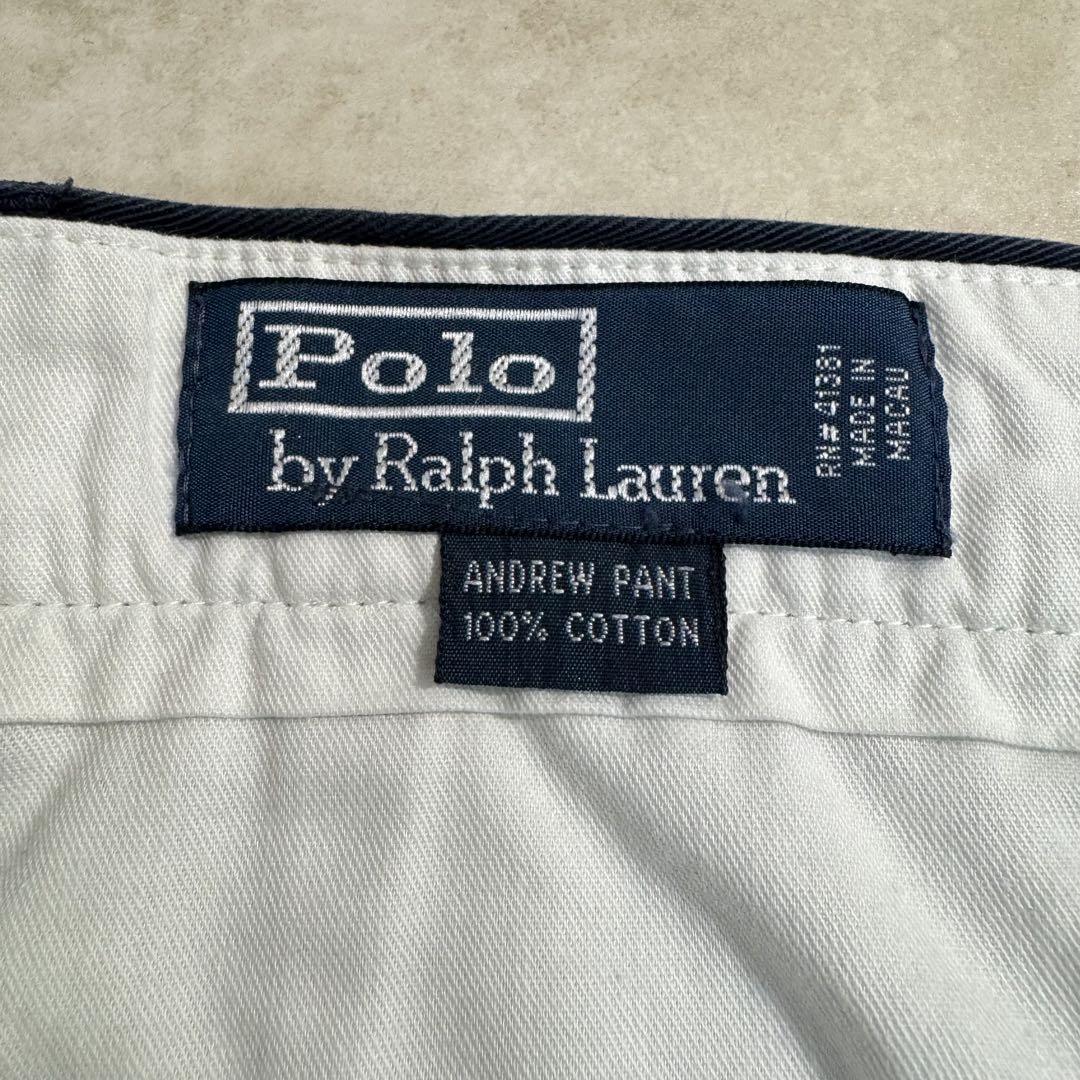 Polo
by Ralph Lauren
RN# 41381
MADE IN
MACAU
ANDREW PANT
100% COTTON